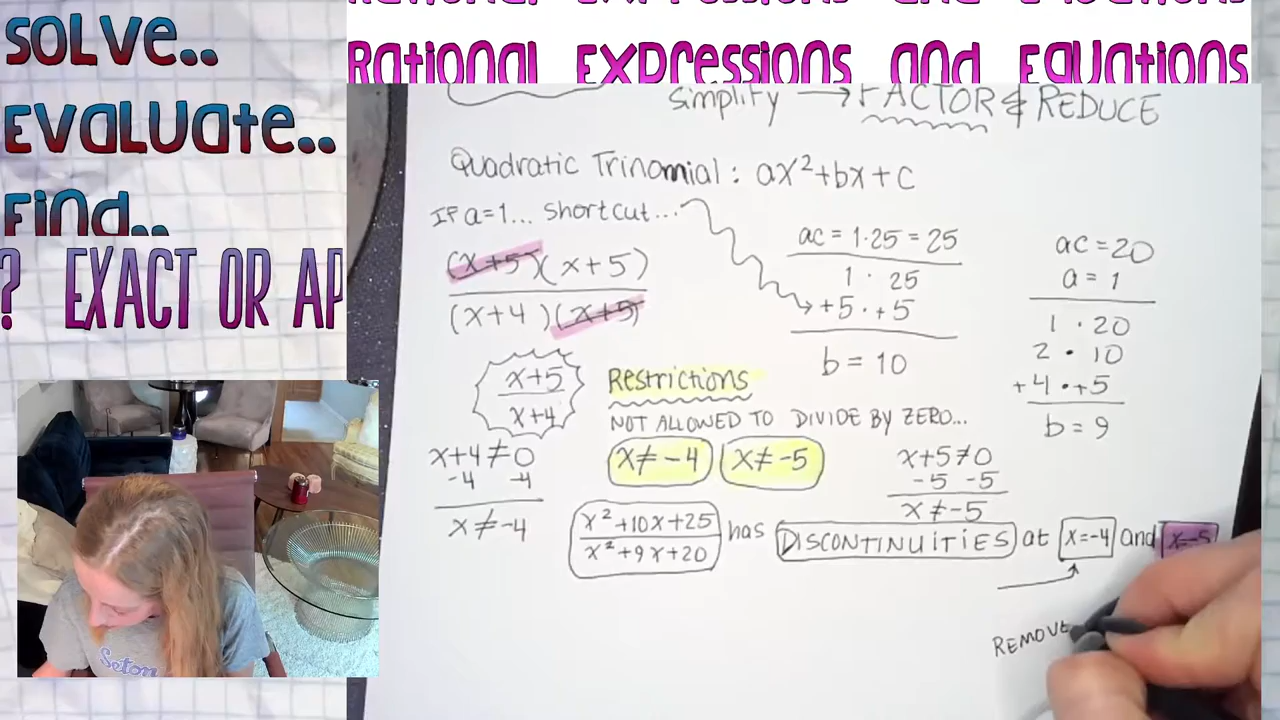 Solve..
Evaluate..
Find..
? EXACT OR AP
Rational Expressions and Equations
Simplify → FACTOR & REDUCE
Quadratic Trinomial : ax²+bx+c
If a=1... shortcut...
(x+5)(x+5)
(x+4)(x+5)
x+5
x+4
x+4≠0
-4 -4
x≠-4
ac = 1·25 = 25
1 · 25
+5 · +5
b = 10
ac = 20
a = 1
1 · 20
2 · 10
+4 · +5
b = 9
Restrictions
NOT ALLOWED TO DIVIDE BY ZERO...
x≠-4 x≠-5
x+5≠0
-5 -5
x≠-5
x²+10x+25
x²+9x+20
has DISCONTINUITIES at x=-4 and x=-5
REMOVE
Seton